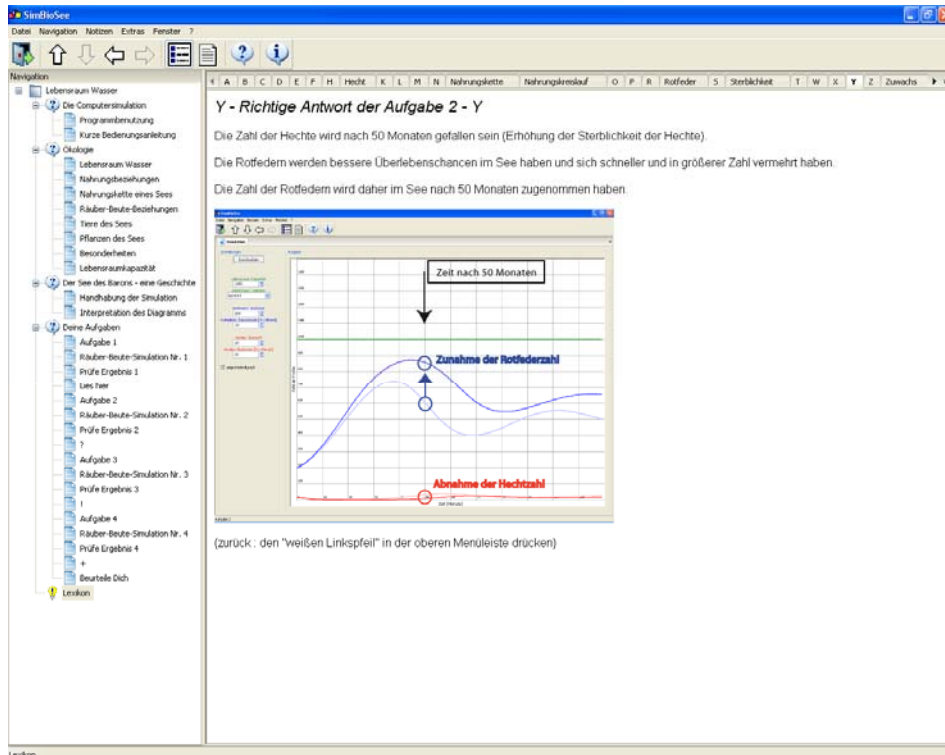 SimBioSee
Datei Navigation Notizen Extras Fenster ?
Navigation
Lebensraum Wasser
Die Computersimulation
Programmbenutzung
Kurze Bedienungsanleitung
Ökologie
Lebensraum Wasser
Nahrungsbeziehungen
Nahrungskette eines Sees
Räuber-Beute-Beziehungen
Tiere des Sees
Pflanzen des Sees
Besonderheiten
Lebensraumkapazität
Der See des Barons - eine Geschichte
Handhabung der Simulation
Interpretation des Diagramms
Deine Aufgaben
Aufgabe 1
Räuber-Beute-Simulation Nr. 1
Prüfe Ergebnis 1
Lies hier
Aufgabe 2
Räuber-Beute-Simulation Nr. 2
Prüfe Ergebnis 2
?
Aufgabe 3
Räuber-Beute-Simulation Nr. 3
Prüfe Ergebnis 3
!
Aufgabe 4
Räuber-Beute-Simulation Nr. 4
Prüfe Ergebnis 4
+
Beurteile Dich
Lexikon
A B C D E F H Hecht K L M N Nahrungskette Nahrungskreislauf O P R Rotfeder S Sterblichkeit T W X Y Z Zuwachs
Y - Richtige Antwort der Aufgabe 2 - Y
Die Zahl der Hechte wird nach 50 Monaten gefallen sein (Erhöhung der Sterblichkeit der Hechte).
Die Rotfedern werden bessere Überlebenschancen im See haben und sich schneller und in größerer Zahl vermehrt haben.
Die Zahl der Rotfedern wird daher im See nach 50 Monaten zugenommen haben.
Zeit nach 50 Monaten
Zunahme der Rotfederzahl
Abnahme der Hechtzahl
(zurück : den "weißen Linkspfeil" in der oberen Menüleiste drücken)
Lexikon